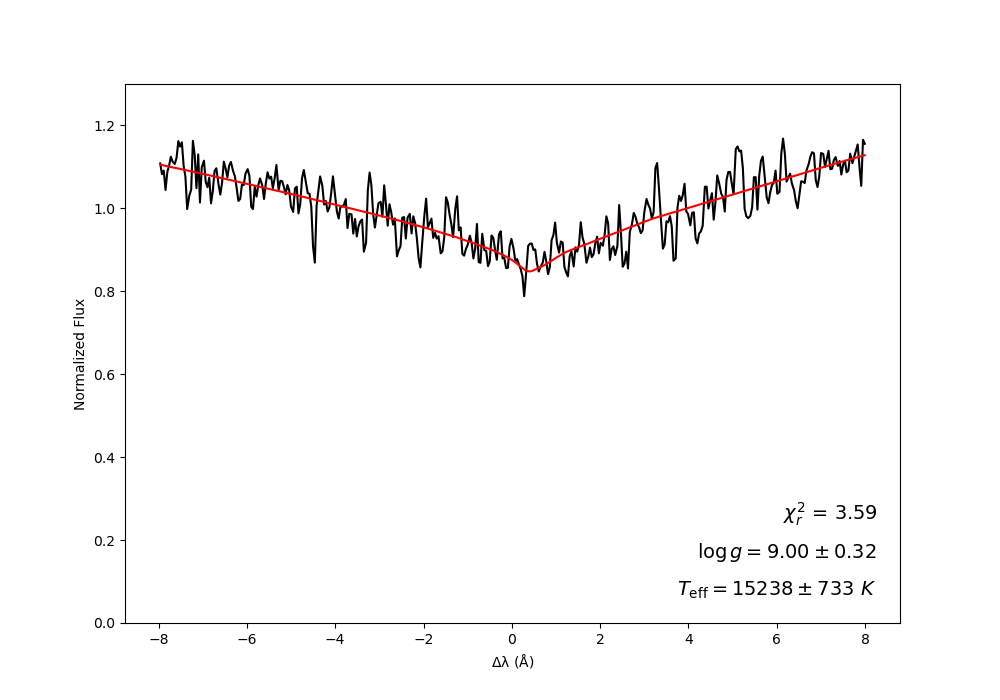 1.2
1.0
0.8
0.6
0.4
0.2
0.0
Normalized Flux
χ²ᵣ = 3.59
log g = 9.00 ± 0.32
T_eff = 15238 ± 733 K
−8 −6 −4 −2 0 2 4 6 8
Δλ (Å)